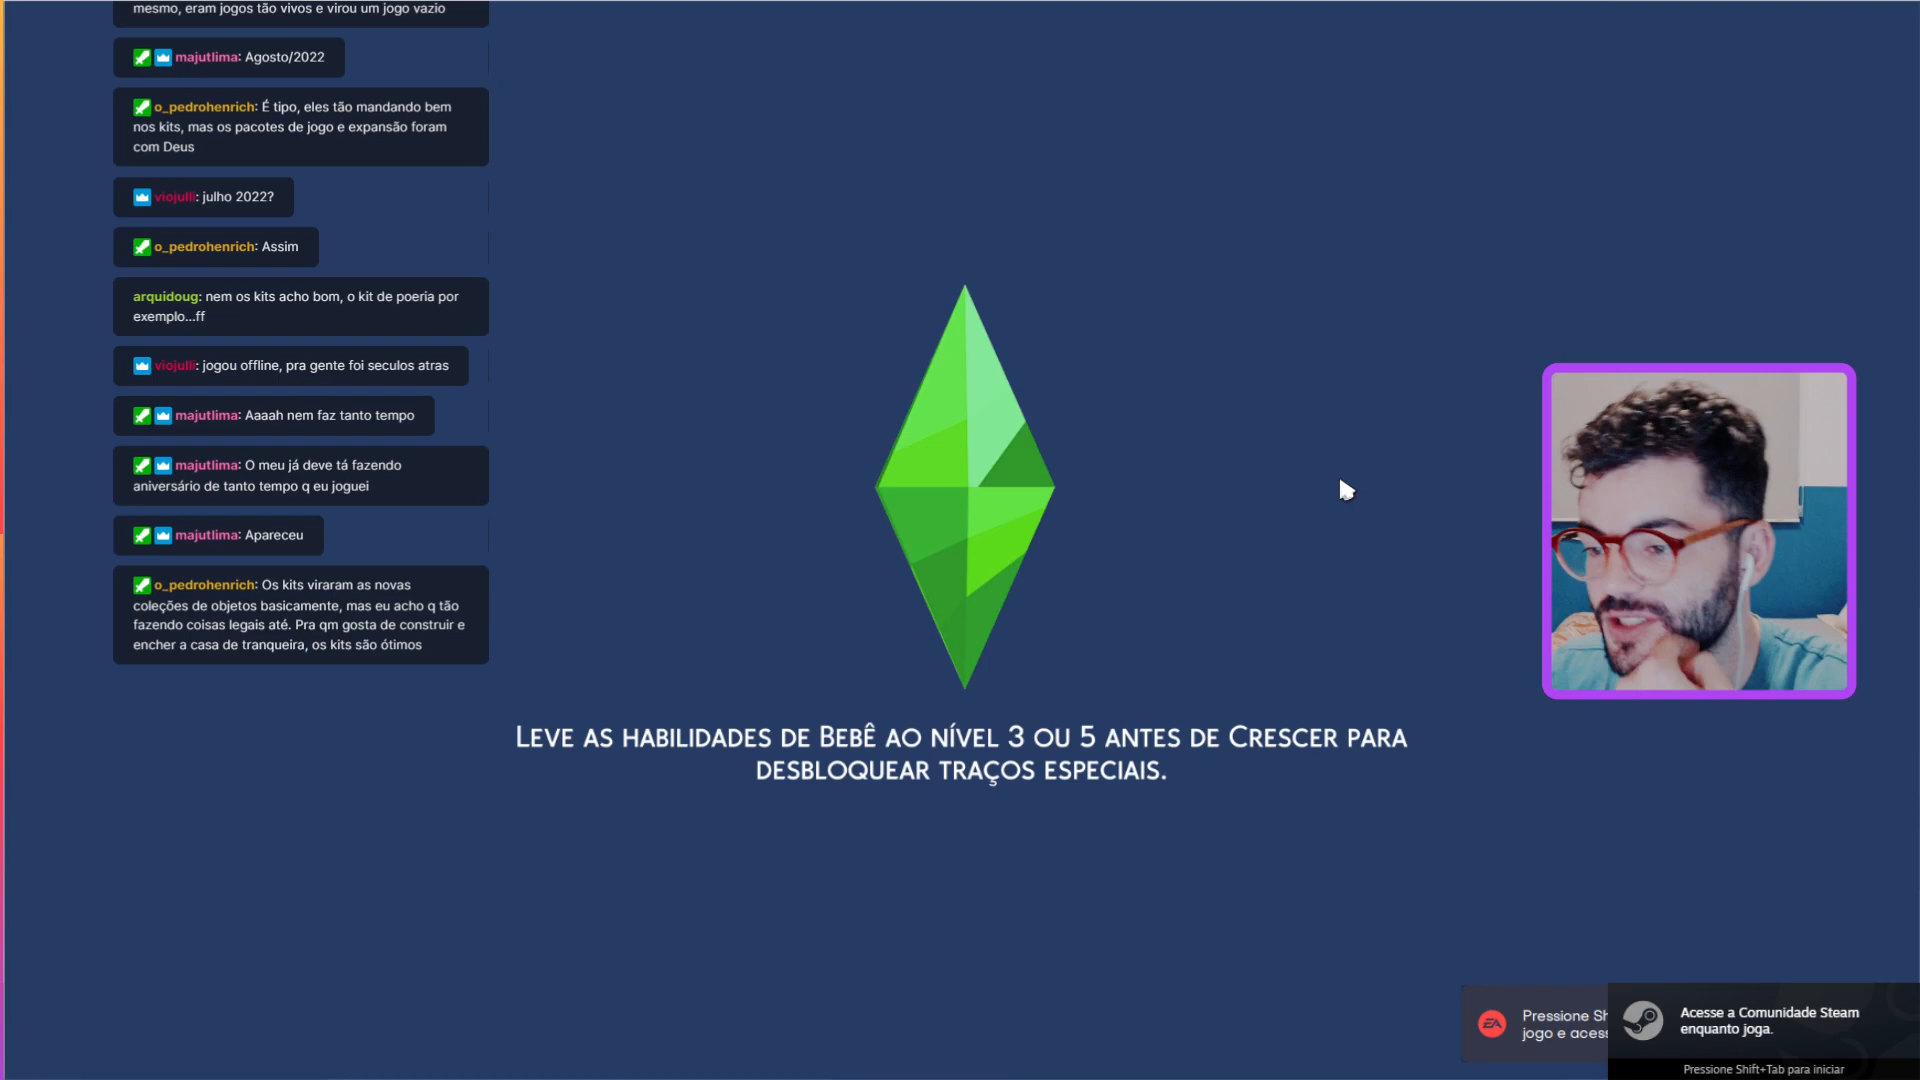 mesmo, eram jogos tão vivos e virou um jogo vazio
majutlima: Agosto/2022
o_pedrohenrich: É tipo, eles tão mandando bem
nos kits, mas os pacotes de jogo e expansão foram
com Deus
viojulli: julho 2022?
o_pedrohenrich: Assim
arquidoug: nem os kits acho bom, o kit de poeria por
exemplo...ff
viojulli: jogou offline, pra gente foi seculos atras
majutlima: Aaaah nem faz tanto tempo
majutlima: O meu já deve tá fazendo
aniversário de tanto tempo q eu joguei
majutlima: Apareceu
o_pedrohenrich: Os kits viraram as novas
coleções de objetos basicamente, mas eu acho q tão
fazendo coisas legais até. Pra qm gosta de construir e
encher a casa de tranqueira, os kits são ótimos
LEVE AS HABILIDADES DE BEBÊ AO NÍVEL 3 OU 5 ANTES DE CRESCER PARA
DESBLOQUEAR TRAÇOS ESPECIAIS.
EA
Pressione Sh
jogo e acess
Acesse a Comunidade Steam
enquanto joga.
Pressione Shift+Tab para iniciar